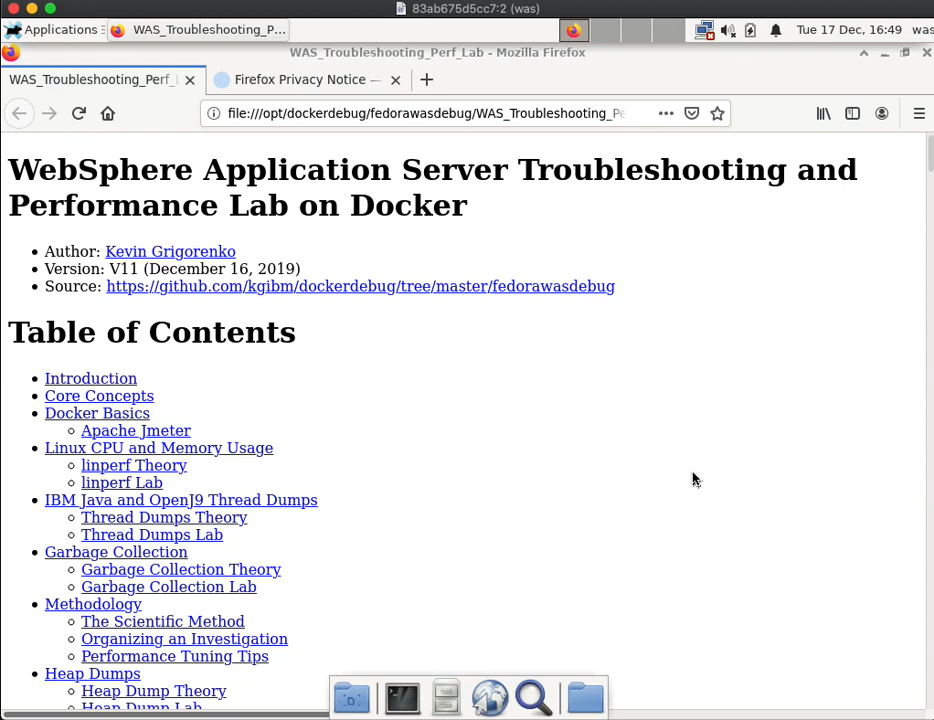 83ab675d5cc7:2 (was)
Applications
WAS_Troubleshooting_P...
Tue 17 Dec, 16:49 was
WAS_Troubleshooting_Perf_Lab - Mozilla Firefox
WAS_Troubleshooting_Perf_L
Firefox Privacy Notice —
file:///opt/dockerdebug/fedorawasdebug/WAS_Troubleshooting_Pe
WebSphere Application Server Troubleshooting and
Performance Lab on Docker
Author: Kevin Grigorenko
Version: V11 (December 16, 2019)
Source: https://github.com/kgibm/dockerdebug/tree/master/fedorawasdebug
Table of Contents
Introduction
Core Concepts
Docker Basics
Apache Jmeter
Linux CPU and Memory Usage
linperf Theory
linperf Lab
IBM Java and OpenJ9 Thread Dumps
Thread Dumps Theory
Thread Dumps Lab
Garbage Collection
Garbage Collection Theory
Garbage Collection Lab
Methodology
The Scientific Method
Organizing an Investigation
Performance Tuning Tips
Heap Dumps
Heap Dump Theory
Heap Dump Lab